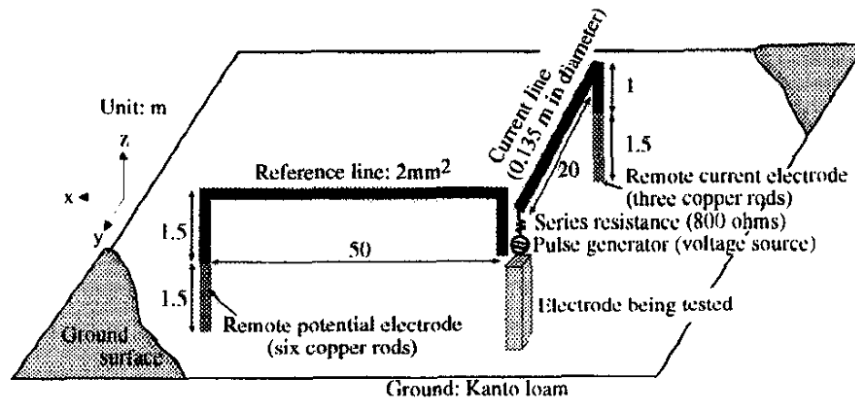 Unit: m
z
x
y
Current line
(0.135 m in diameter)
1
1.5
20
Reference line: 2mm²
Remote current electrode
(three copper rods)
Series resistance (800 ohms)
Pulse generator (voltage source)
1.5
50
1.5
Electrode being tested
Remote potential electrode
(six copper rods)
Ground
surface
Ground: Kanto loam